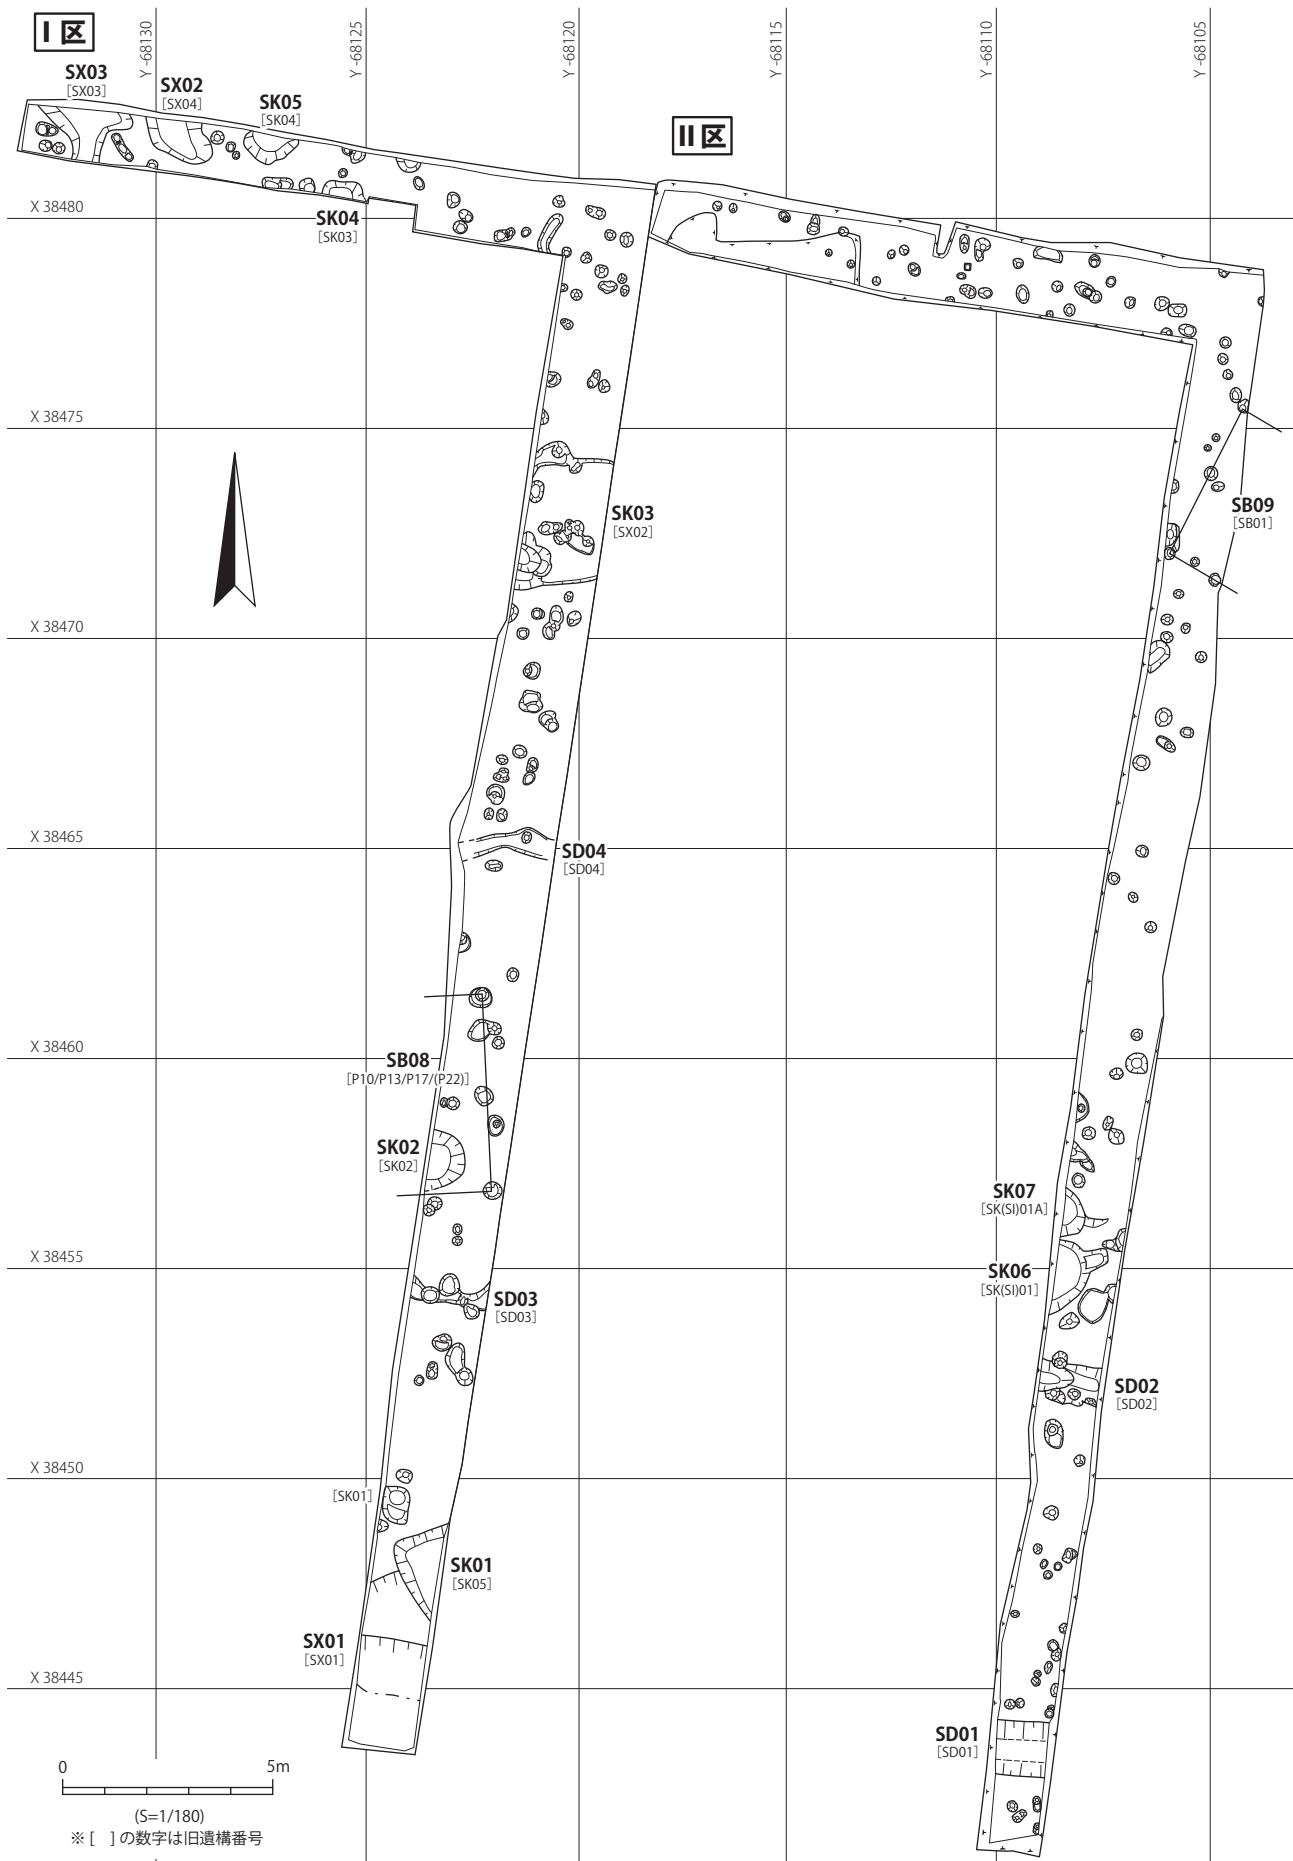 I 区
Y -68130
Y -68125
Y -68120
Y -68115
Y -68110
Y -68105
SX03
[SX03]
SX02
[SX04]
SK05
[SK04]
II 区
X 38480
SK04
[SK03]
X 38475
SK03
[SX02]
SB09
[SB01]
X 38470
X 38465
SD04
[SD04]
X 38460
SB08
[P10/P13/P17/(P22)]
SK02
[SK02]
SK07
[SK(SI)01A]
X 38455
SK06
[SK(SI)01]
SD03
[SD03]
SD02
[SD02]
X 38450
[SK01]
SK01
[SK05]
SX01
[SX01]
X 38445
SD01
[SD01]
0 5m
(S=1/180)
※ [ ] の数字は旧遺構番号